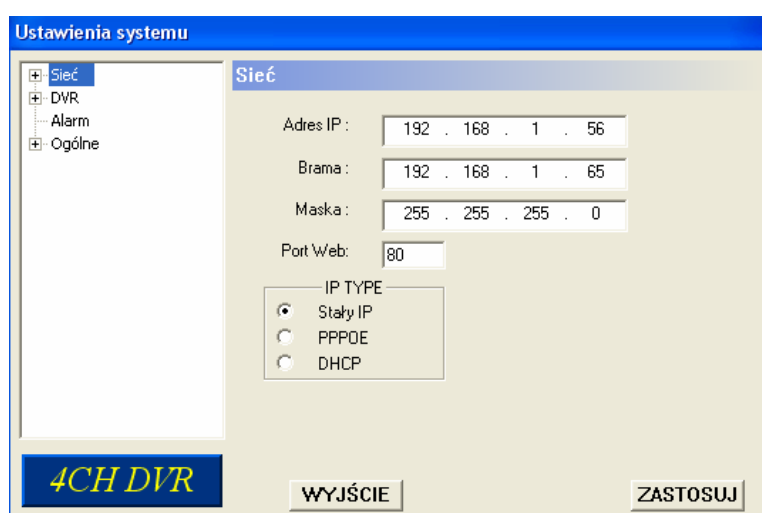 Ustawienia systemu
Sieć
DVR
Alarm
Ogólne
Sieć
Adres IP : 192 . 168 . 1 . 56
Brama : 192 . 168 . 1 . 65
Maska : 255 . 255 . 255 . 0
Port Web: 80
IP TYPE
Stały IP
PPPOE
DHCP
4CH DVR
WYJŚCIE
ZASTOSUJ